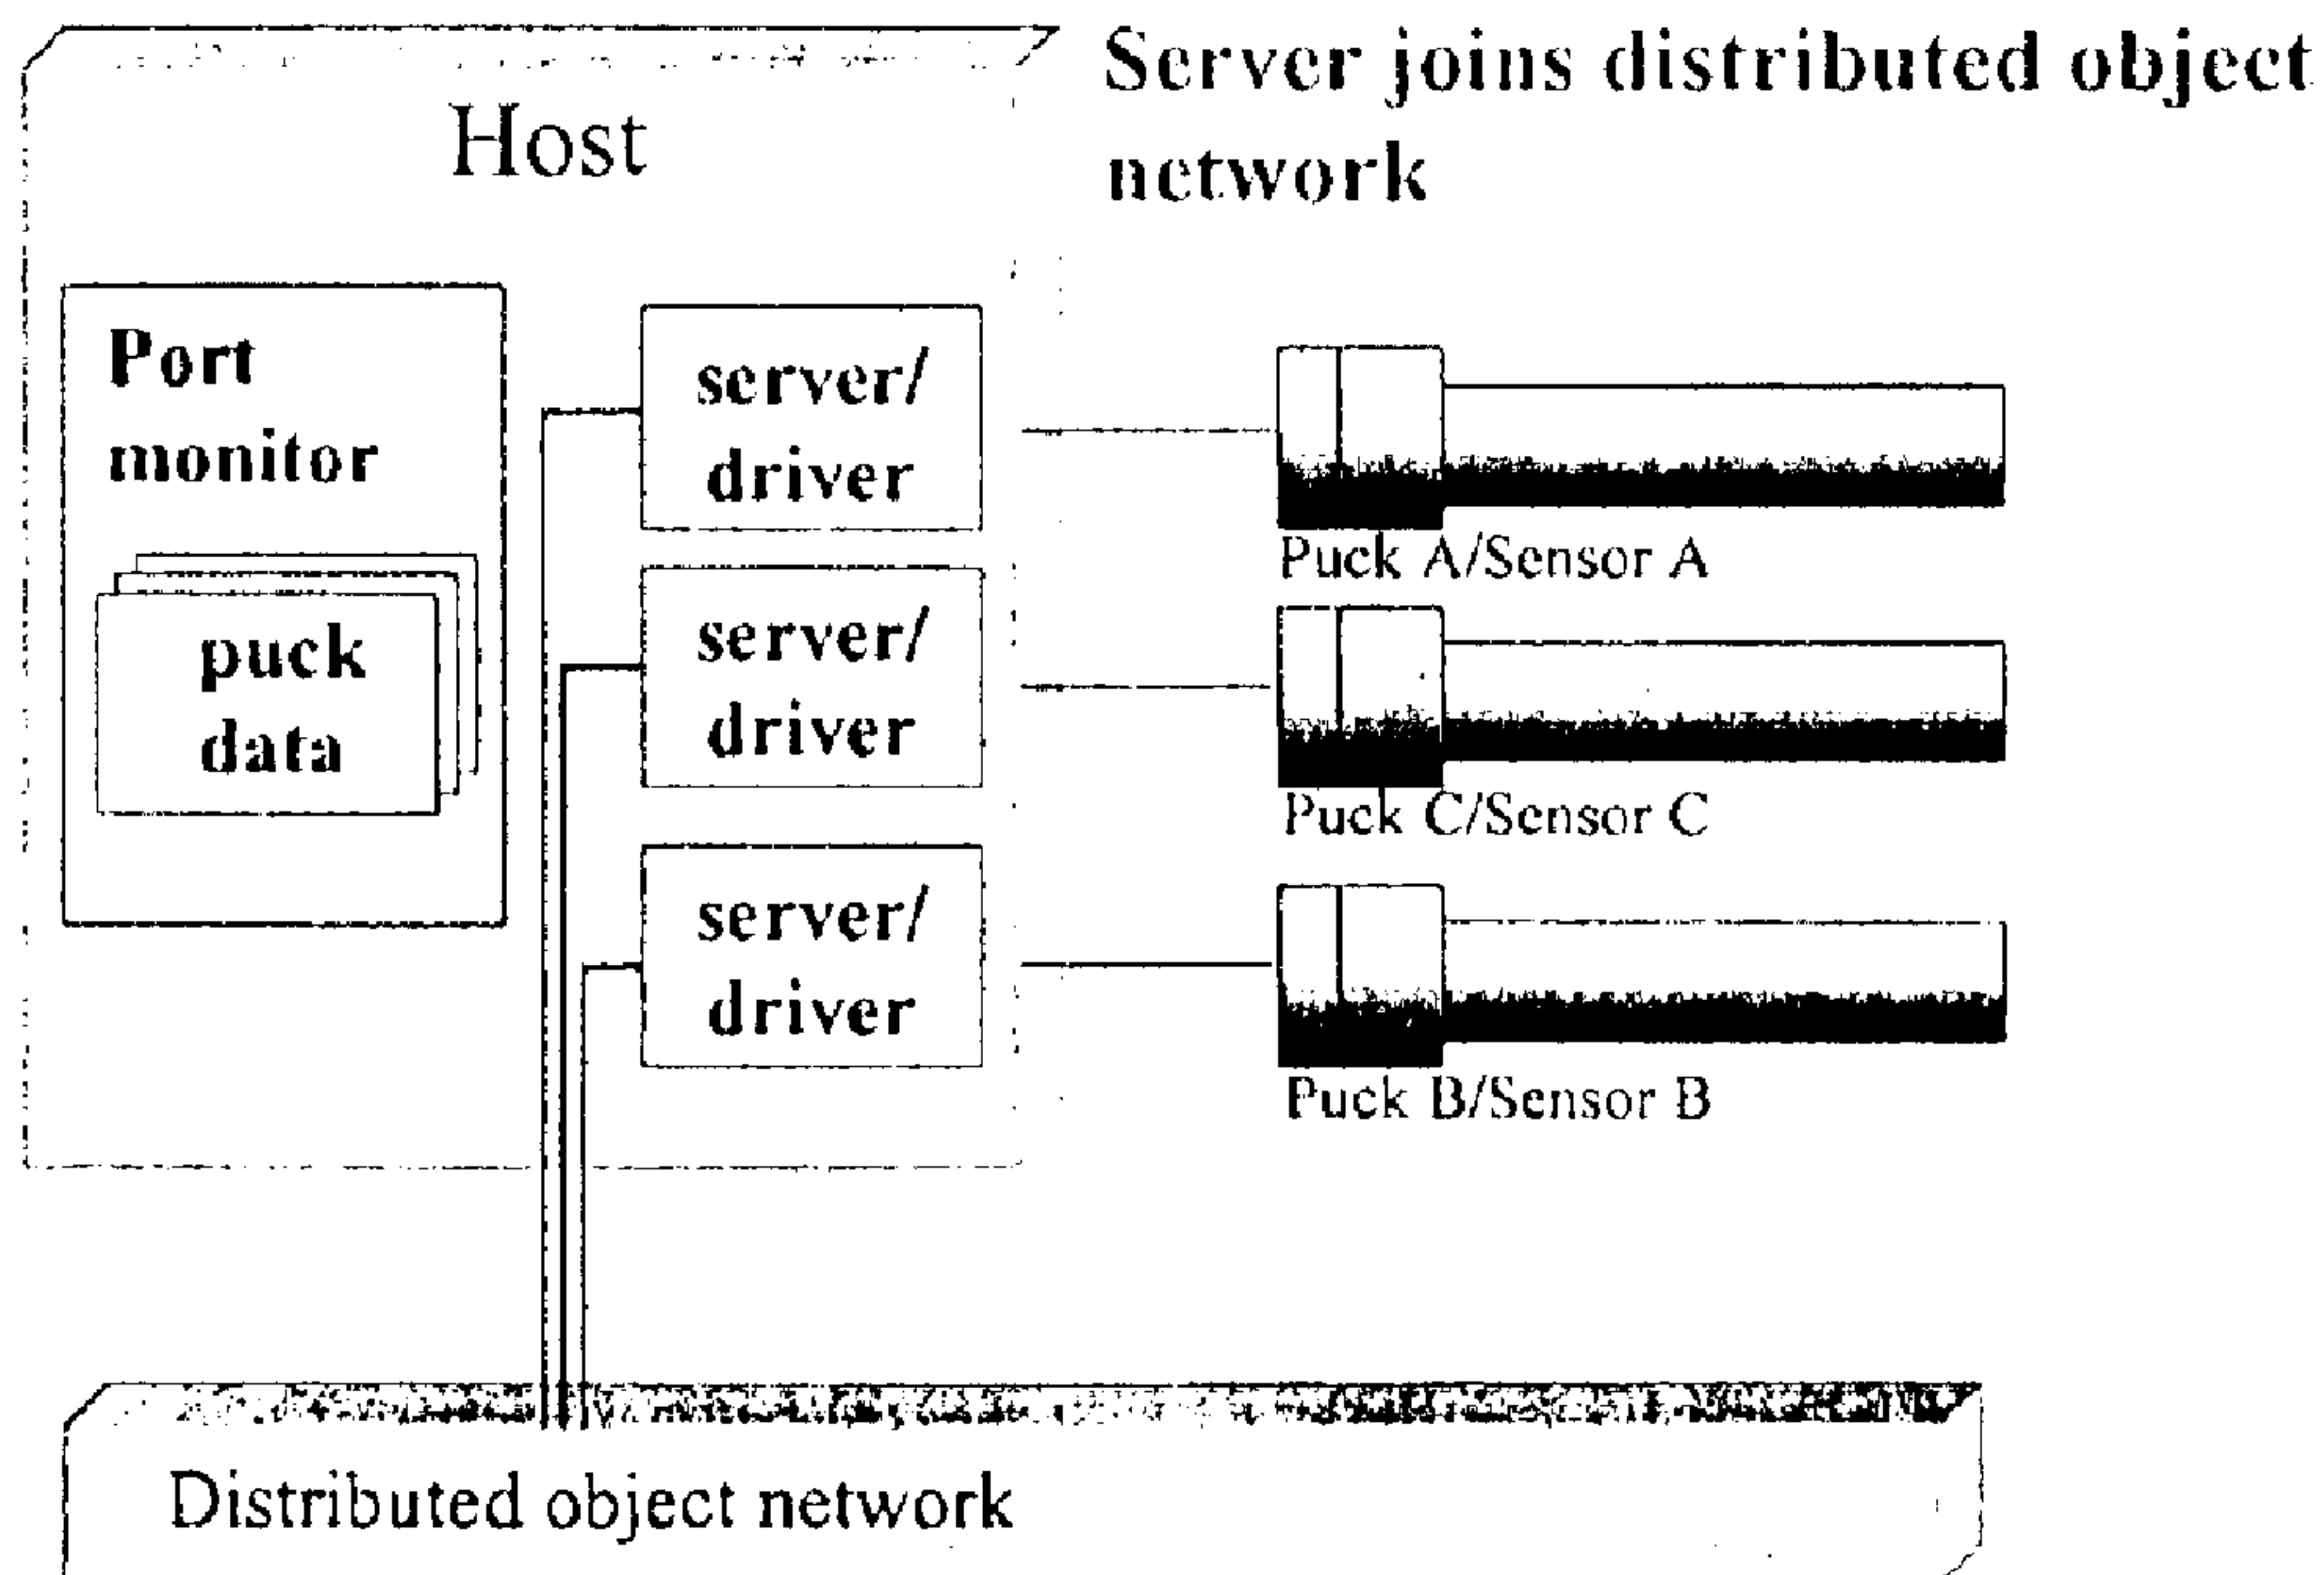 Server joins distributed object
network
Host
Port
monitor
puck
data
server/
driver
server/
driver
server/
driver
Puck A/Sensor A
Puck C/Sensor C
Puck B/Sensor B
Distributed object network